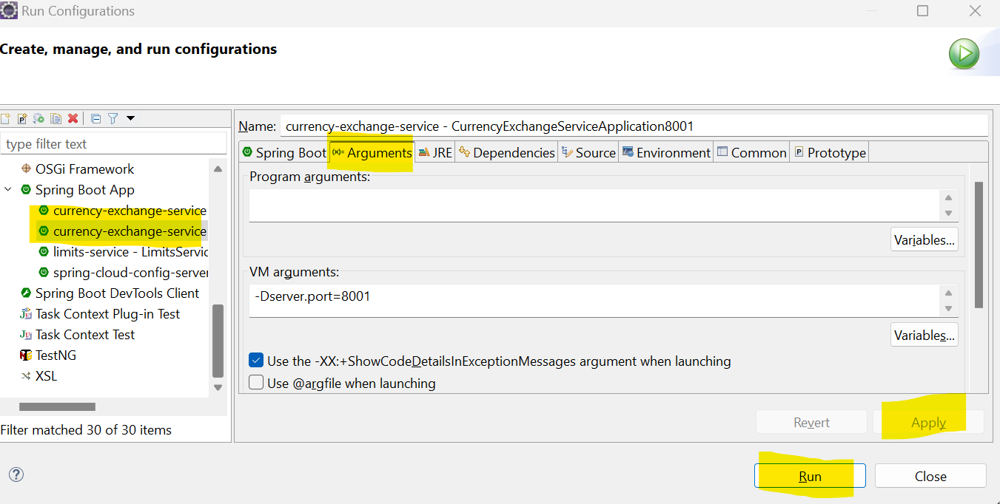 Run Configurations
Create, manage, and run configurations
type filter text
OSGi Framework
Spring Boot App
currency-exchange-service
currency-exchange-service
limits-service - LimitsServic
spring-cloud-config-server
Spring Boot DevTools Client
Task Context Plug-in Test
Task Context Test
TestNG
XSL
Filter matched 30 of 30 items
Name: currency-exchange-service - CurrencyExchangeServiceApplication8001
Spring Boot (x)= Arguments JRE Dependencies Source Environment Common P Prototype
Program arguments:
Variables...
VM arguments:
-Dserver.port=8001
Variables...
Use the -XX:+ShowCodeDetailsInExceptionMessages argument when launching
Use @argfile when launching
Revert Apply
? Run Close